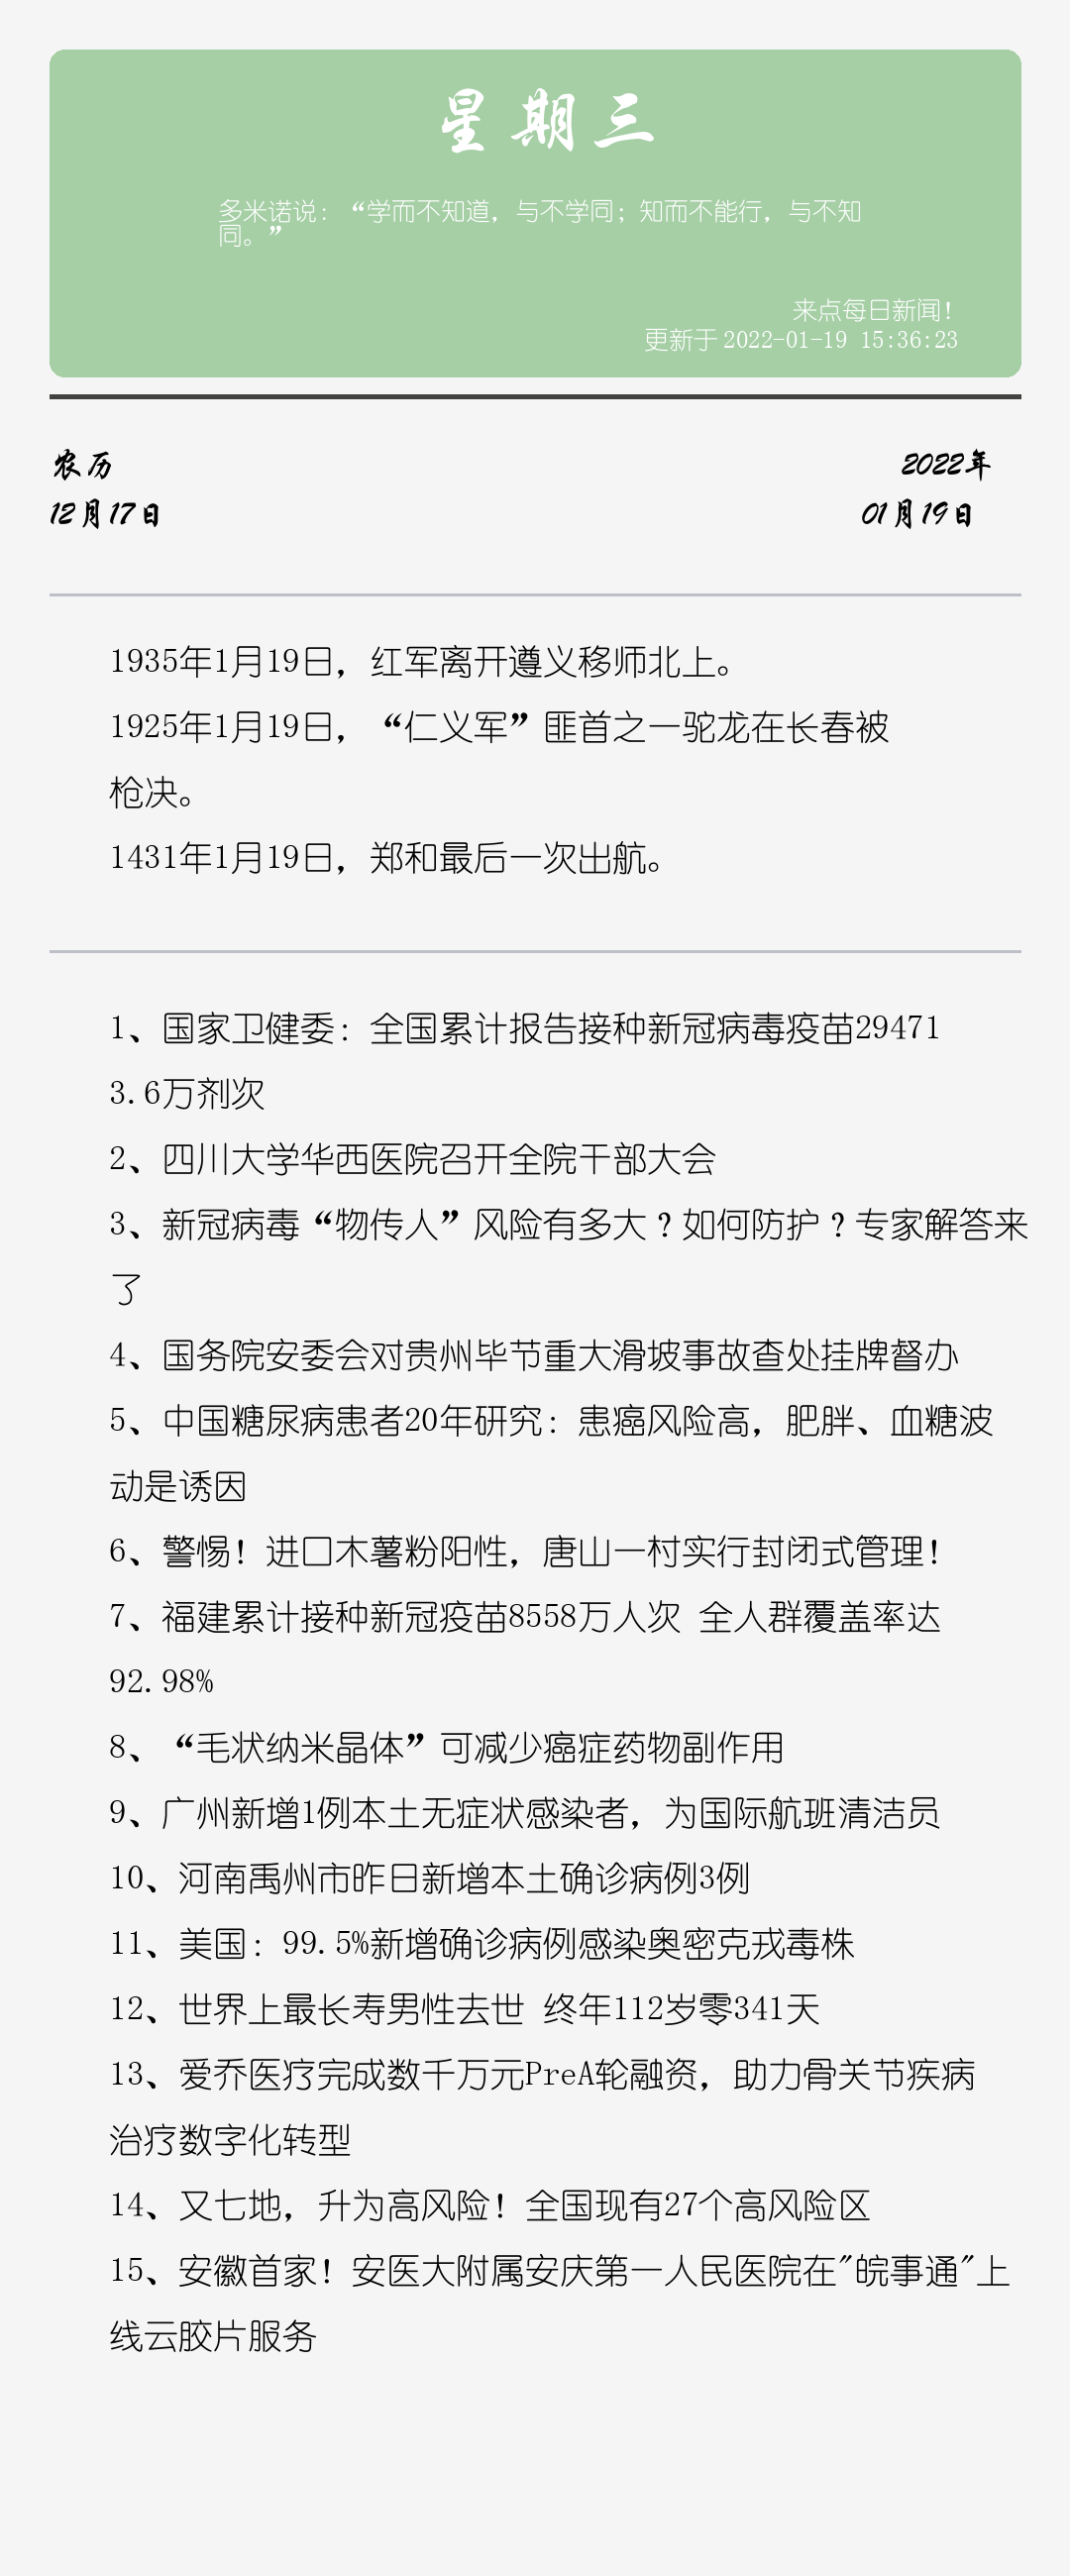 星期三
多米诺说：“学而不知道，与不学同；知而不能行，与不知
同。”
来点每日新闻！
更新于 2022-01-19 15:36:23
农历
2022年
12月17日
01月19日
1935年1月19日，红军离开遵义移师北上。
1925年1月19日，“仁义军”匪首之一驼龙在长春被
枪决。
1431年1月19日，郑和最后一次出航。
1、国家卫健委：全国累计报告接种新冠病毒疫苗29471
3.6万剂次
2、四川大学华西医院召开全院干部大会
3、新冠病毒“物传人”风险有多大？如何防护？专家解答来
了
4、国务院安委会对贵州毕节重大滑坡事故查处挂牌督办
5、中国糖尿病患者20年研究：患癌风险高，肥胖、血糖波
动是诱因
6、警惕！进口木薯粉阳性，唐山一村实行封闭式管理！
7、福建累计接种新冠疫苗8558万人次 全人群覆盖率达
92.98%
8、“毛状纳米晶体”可减少癌症药物副作用
9、广州新增1例本土无症状感染者，为国际航班清洁员
10、河南禹州市昨日新增本土确诊病例3例
11、美国：99.5%新增确诊病例感染奥密克戎毒株
12、世界上最长寿男性去世 终年112岁零341天
13、爱乔医疗完成数千万元PreA轮融资，助力骨关节疾病
治疗数字化转型
14、又七地，升为高风险！全国现有27个高风险区
15、安徽首家！安医大附属安庆第一人民医院在"皖事通"上
线云胶片服务